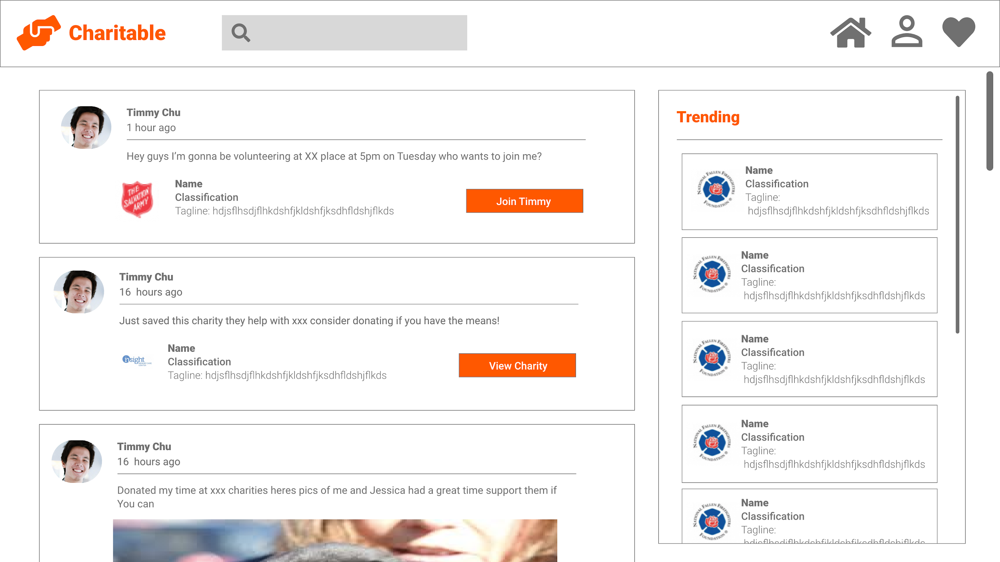 Charitable
Timmy Chu
1 hour ago
Hey guys I’m gonna be volunteering at XX place at 5pm on Tuesday who wants to join me?
THE
SALVATION
ARMY
Name
Classification
Tagline: hdjsflhsdjflhkdshfjkldshfjksdhfldshjflkds
Join Timmy
Timmy Chu
16  hours ago
Just saved this charity they help with xxx consider donating if you have the means!
insight
MEMORY CARE
CENTER
Name
Classification
Tagline: hdjsflhsdjflhkdshfjkldshfjksdhfldshjflkds
View Charity
Timmy Chu
16  hours ago
Donated my time at xxx charities heres pics of me and Jessica had a great time support them if
You can
Trending
NATIONAL FALLEN FIREFIGHTERS
FOUNDATION ®
Name
Classification
Tagline:
hdjsflhsdjflhkdshfjkldshfjksdhfldshjflkds
NATIONAL FALLEN FIREFIGHTERS
FOUNDATION ®
Name
Classification
Tagline:
hdjsflhsdjflhkdshfjkldshfjksdhfldshjflkds
NATIONAL FALLEN FIREFIGHTERS
FOUNDATION ®
Name
Classification
Tagline:
hdjsflhsdjflhkdshfjkldshfjksdhfldshjflkds
NATIONAL FALLEN FIREFIGHTERS
FOUNDATION ®
Name
Classification
Tagline:
hdjsflhsdjflhkdshfjkldshfjksdhfldshjflkds
NATIONAL FALLEN FIREFIGHTERS
FOUNDATION ®
Name
Classification
Tagline:
hdjsflhsdjflhkdshfjkldshfjksdhfldshjflkds